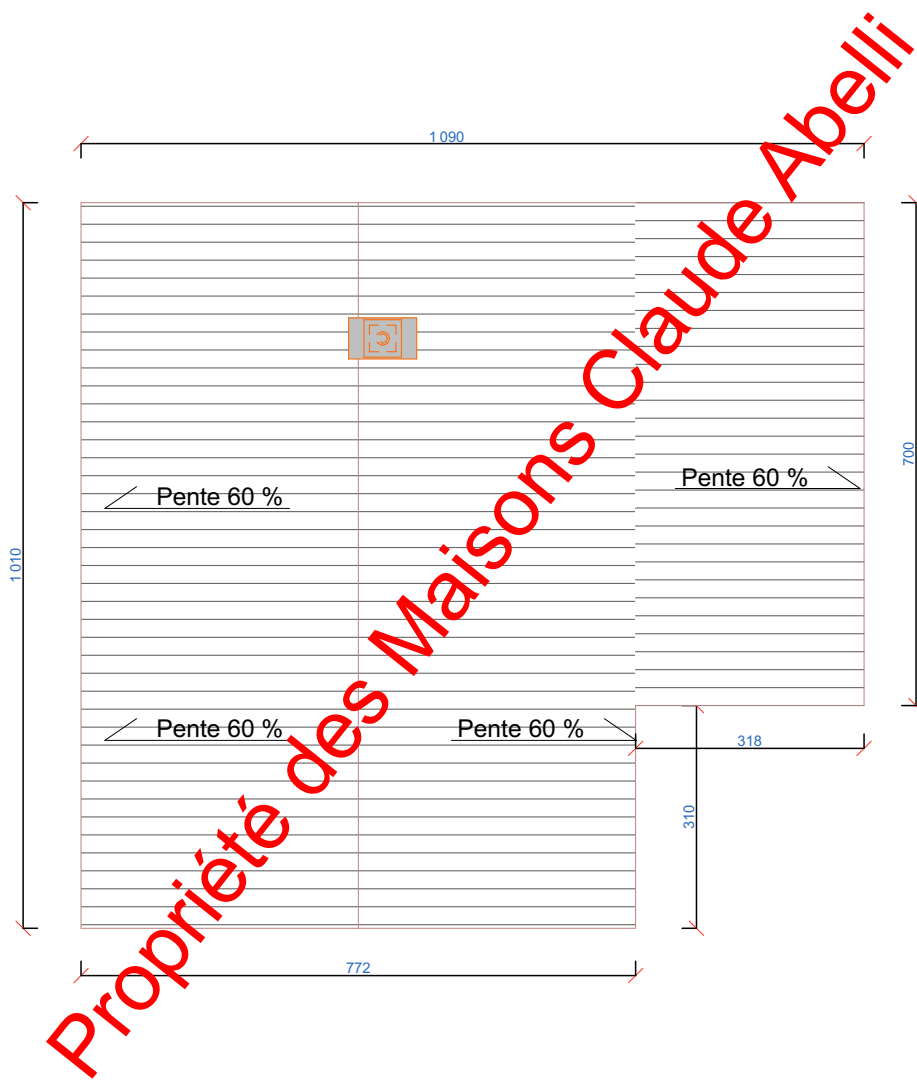 1 090
700
Pente 60 %
Pente 60 %
1 010
Pente 60 %
Pente 60 %
318
310
772
Propriété des Maisons Claude Abelli